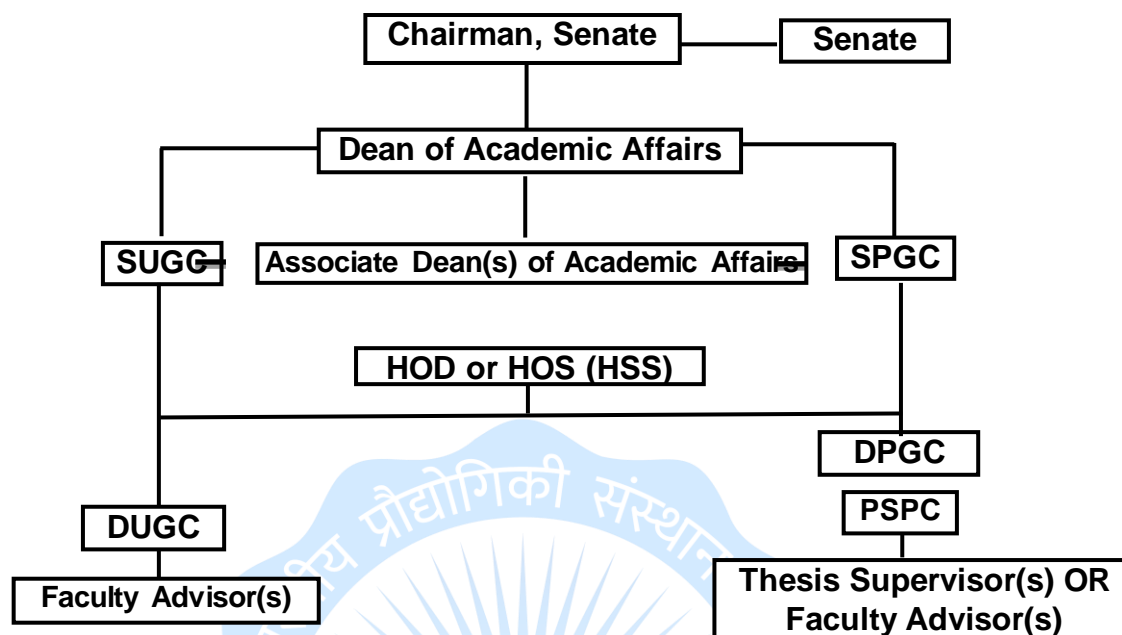 Chairman, Senate
Senate
Dean of Academic Affairs
SUGC
Associate Dean(s) of Academic Affairs
SPGC
HOD or HOS (HSS)
DPGC
PSPC
DUGC
Faculty Advisor(s)
Thesis Supervisor(s) OR
Faculty Advisor(s)
प्रौद्योगिकी संस्थान